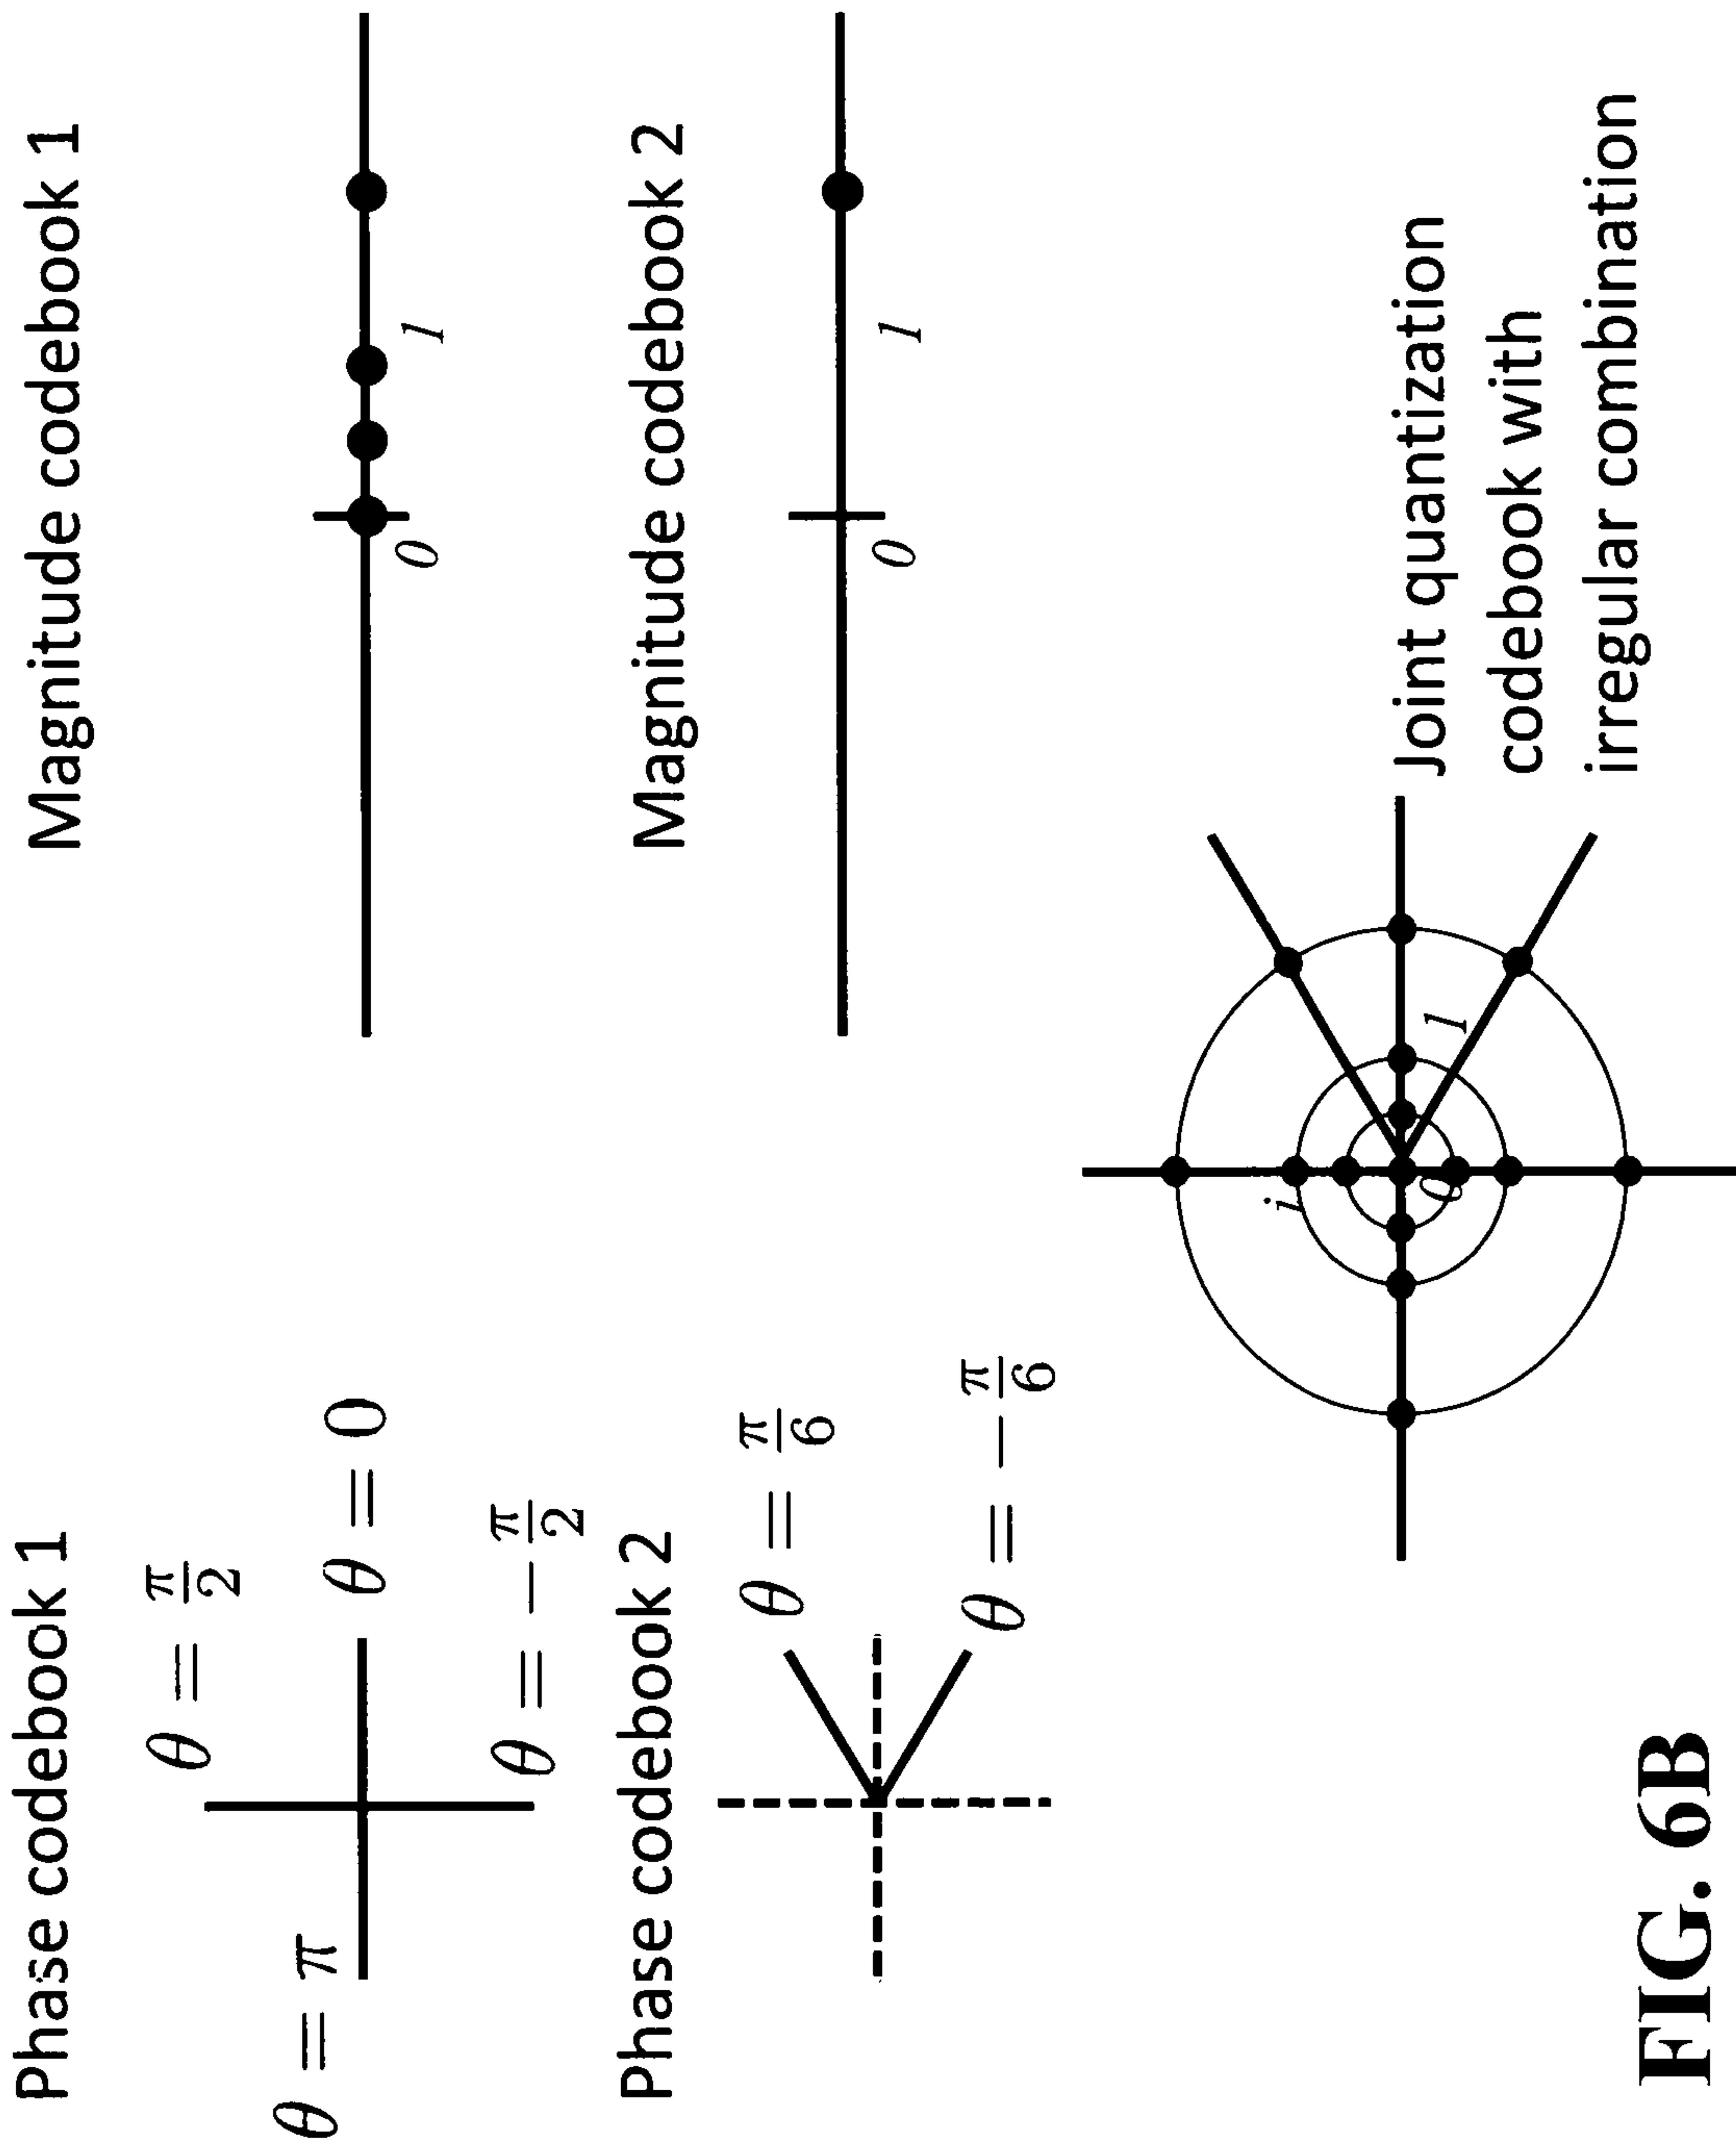 Phase codebook 1
Magnitude codebook 1
θ = π/2
θ = π
θ = 0
0
1
θ = −π/2
Phase codebook 2
Magnitude codebook 2
θ = π/6
0
1
θ = −π/6
i
0
1
Joint quantization
codebook with
irregular combination
FIG. 6B